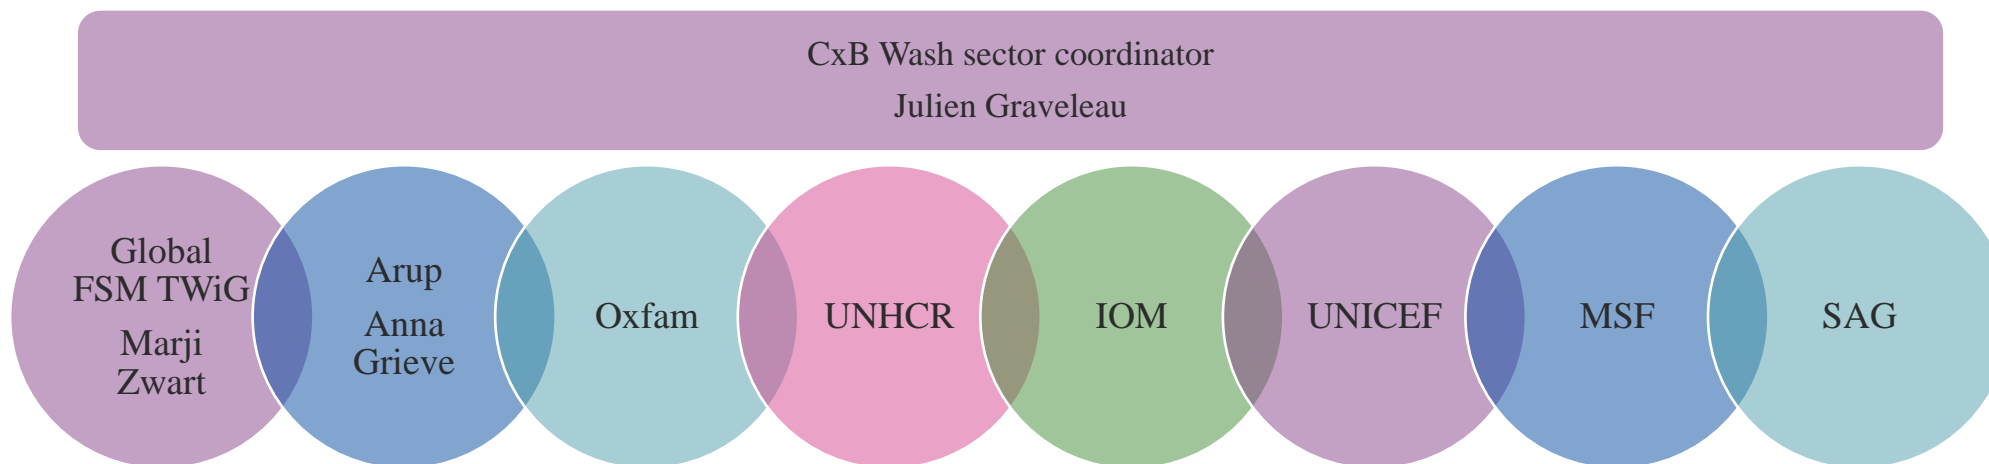 CxB Wash sector coordinator
Julien Graveleau
Global
FSM TWiG
Marji
Zwart
Arup
Anna
Grieve
Oxfam
UNHCR
IOM
UNICEF
MSF
SAG